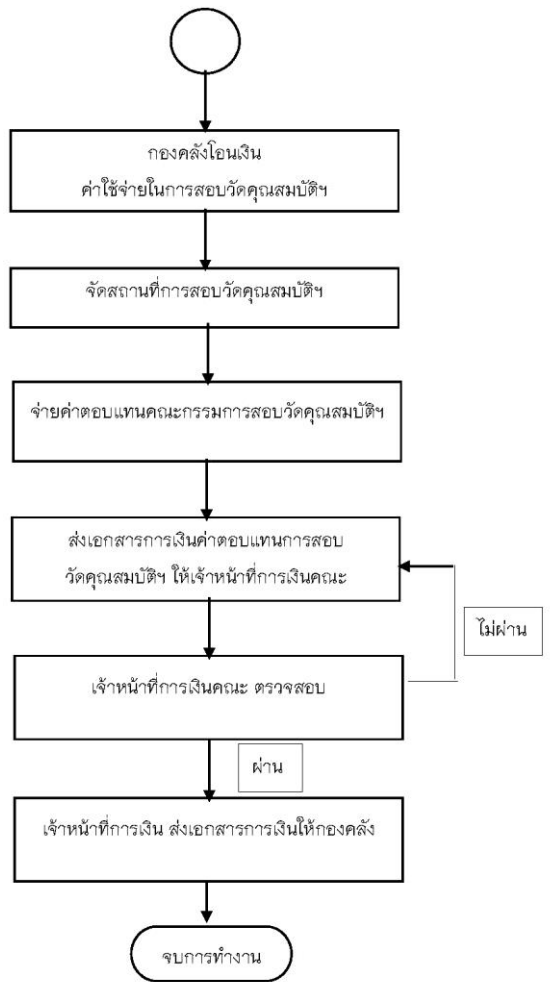 กองคลังโอนเงิน
ค่าใช้จ่ายในการสอบวัดคุณสมบัติฯ
จัดสถานที่การสอบวัดคุณสมบัติฯ
จ่ายค่าตอบแทนคณะกรรมการสอบวัดคุณสมบัติฯ
ส่งเอกสารการเงินค่าตอบแทนการสอบ
วัดคุณสมบัติฯ ให้เจ้าหน้าที่การเงินคณะ
ไม่ผ่าน
เจ้าหน้าที่การเงินคณะ ตรวจสอบ
ผ่าน
เจ้าหน้าที่การเงิน ส่งเอกสารการเงินให้กองคลัง
จบการทำงาน